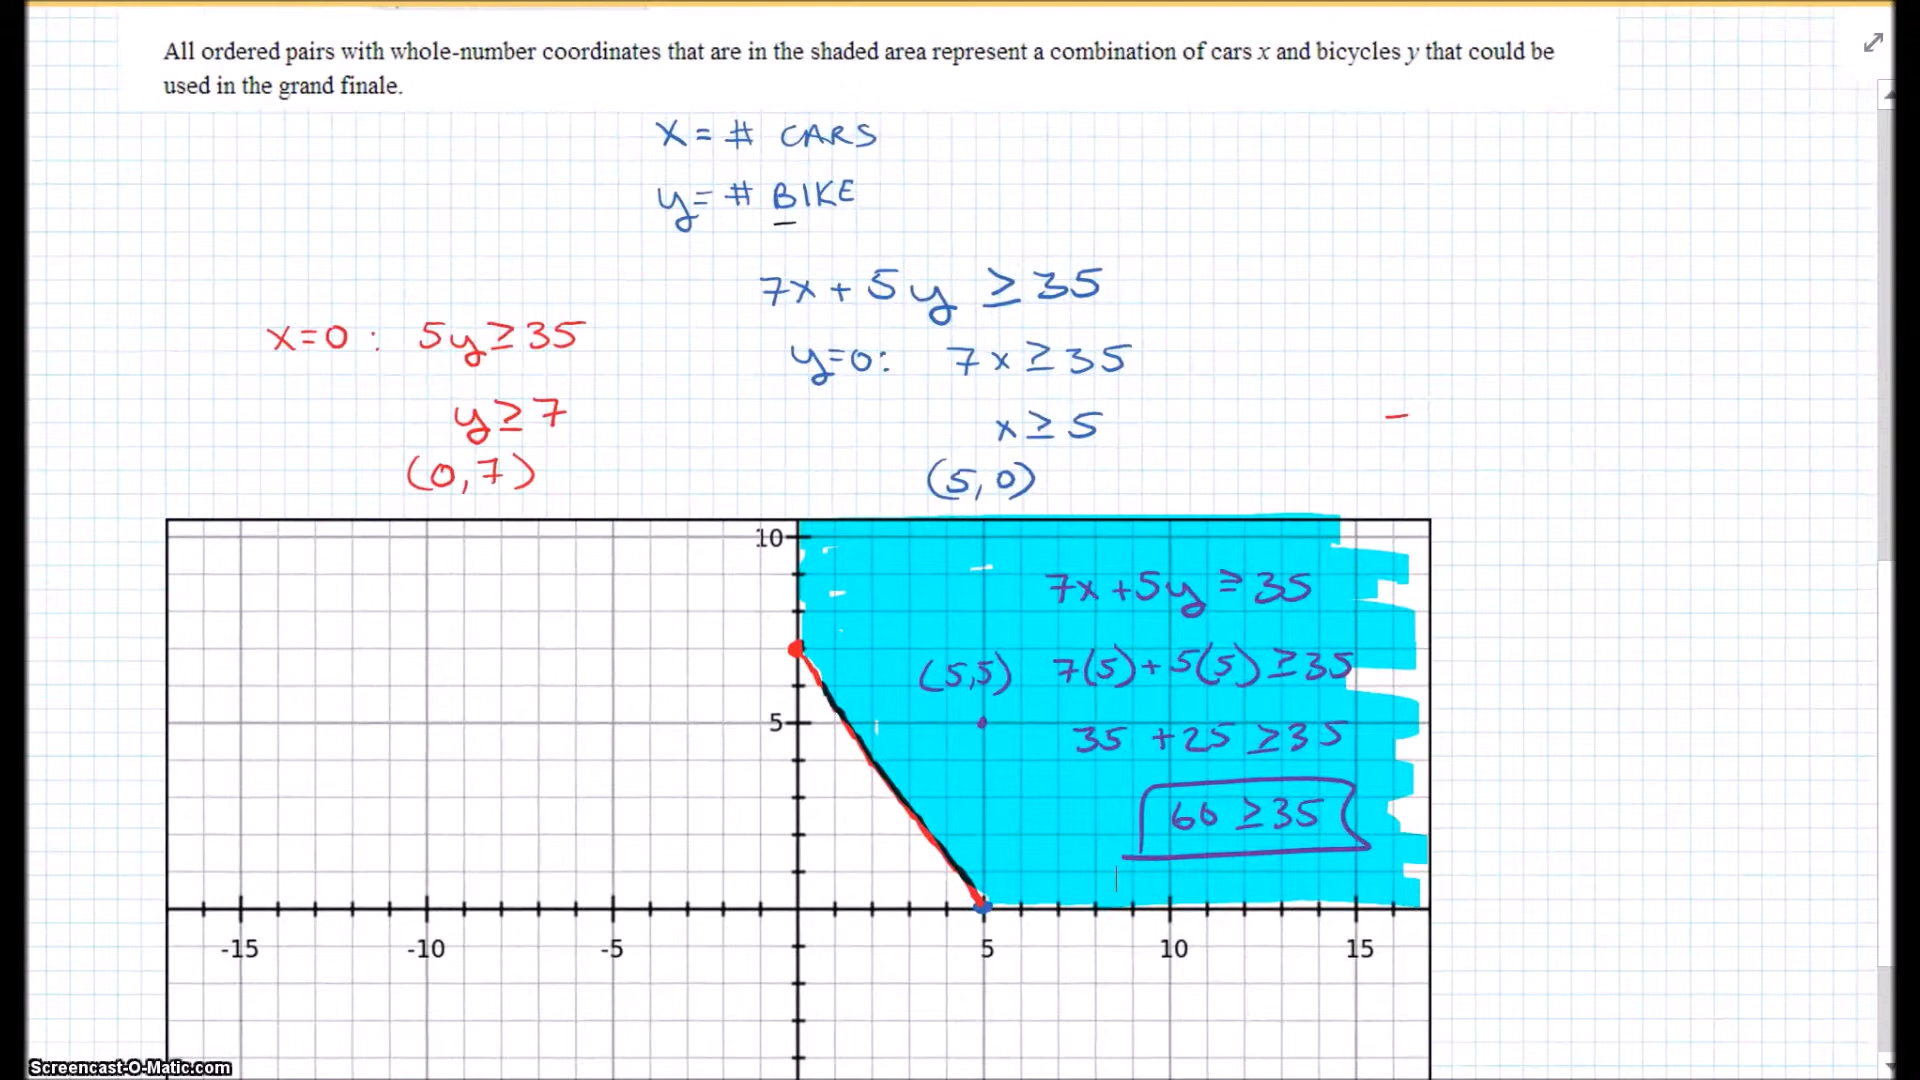 All ordered pairs with whole-number coordinates that are in the shaded area represent a combination of cars x and bicycles y that could be
used in the grand finale.
x = # CARS
y = # BIKE
7x + 5y ≥ 35
x=0 : 5y ≥ 35
y=0: 7x ≥ 35
y ≥ 7
x ≥ 5
(0,7)
(5,0)
10
7x + 5y ≥ 35
(5,5) 7(5) + 5(5) ≥ 35
5
35 + 25 ≥ 35
60 ≥ 35
-15 -10 -5 5 10 15
Screencast-O-Matic.com